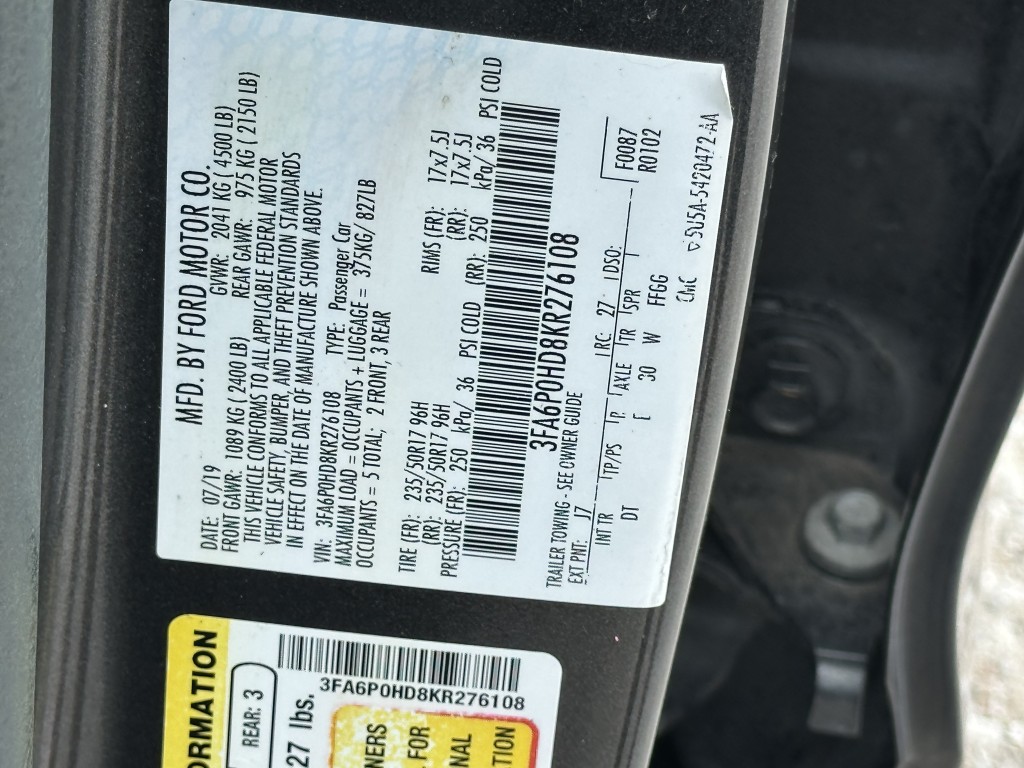 MFD. BY FORD MOTOR CO.
DATE: 07/19 GVWR: 2041 KG ( 4500 LB)
FRONT GAWR: 1089 KG ( 2400 LB) REAR GAWR: 975 KG ( 2150 LB)
THIS VEHICLE CONFORMS TO ALL APPLICABLE FEDERAL MOTOR
VEHICLE SAFETY, BUMPER, AND THEFT PREVENTION STANDARDS
IN EFFECT ON THE DATE OF MANUFACTURE SHOWN ABOVE.
VIN: 3FA6P0HD8KR276108 TYPE: Passenger Car
MAXIMUM LOAD = OCCUPANTS + LUGGAGE = 375KG/ 827LB
OCCUPANTS = 5 TOTAL; 2 FRONT, 3 REAR
TIRE (FR): 235/50R17 96H RIMS (FR): 17x7.5J
(RR): 235/50R17 96H (RR): 17x7.5J
PRESSURE (FR): 250 kPa/ 36 PSI COLD (RR): 250 kPa/ 36 PSI COLD
3FA6P0HD8KR276108
TRAILER TOWING - SEE OWNER GUIDE
EXT PNT: J7 RC: 27 DSO: F0087
INT TR TP/PS R AXLE TR SPR R0102
DT 30 W FFGG
5U5A-5420472-AA
ORMATION
REAR: 3
27 lbs.
3FA6P0HD8KR276108
NERS
FOR
NAL
TION